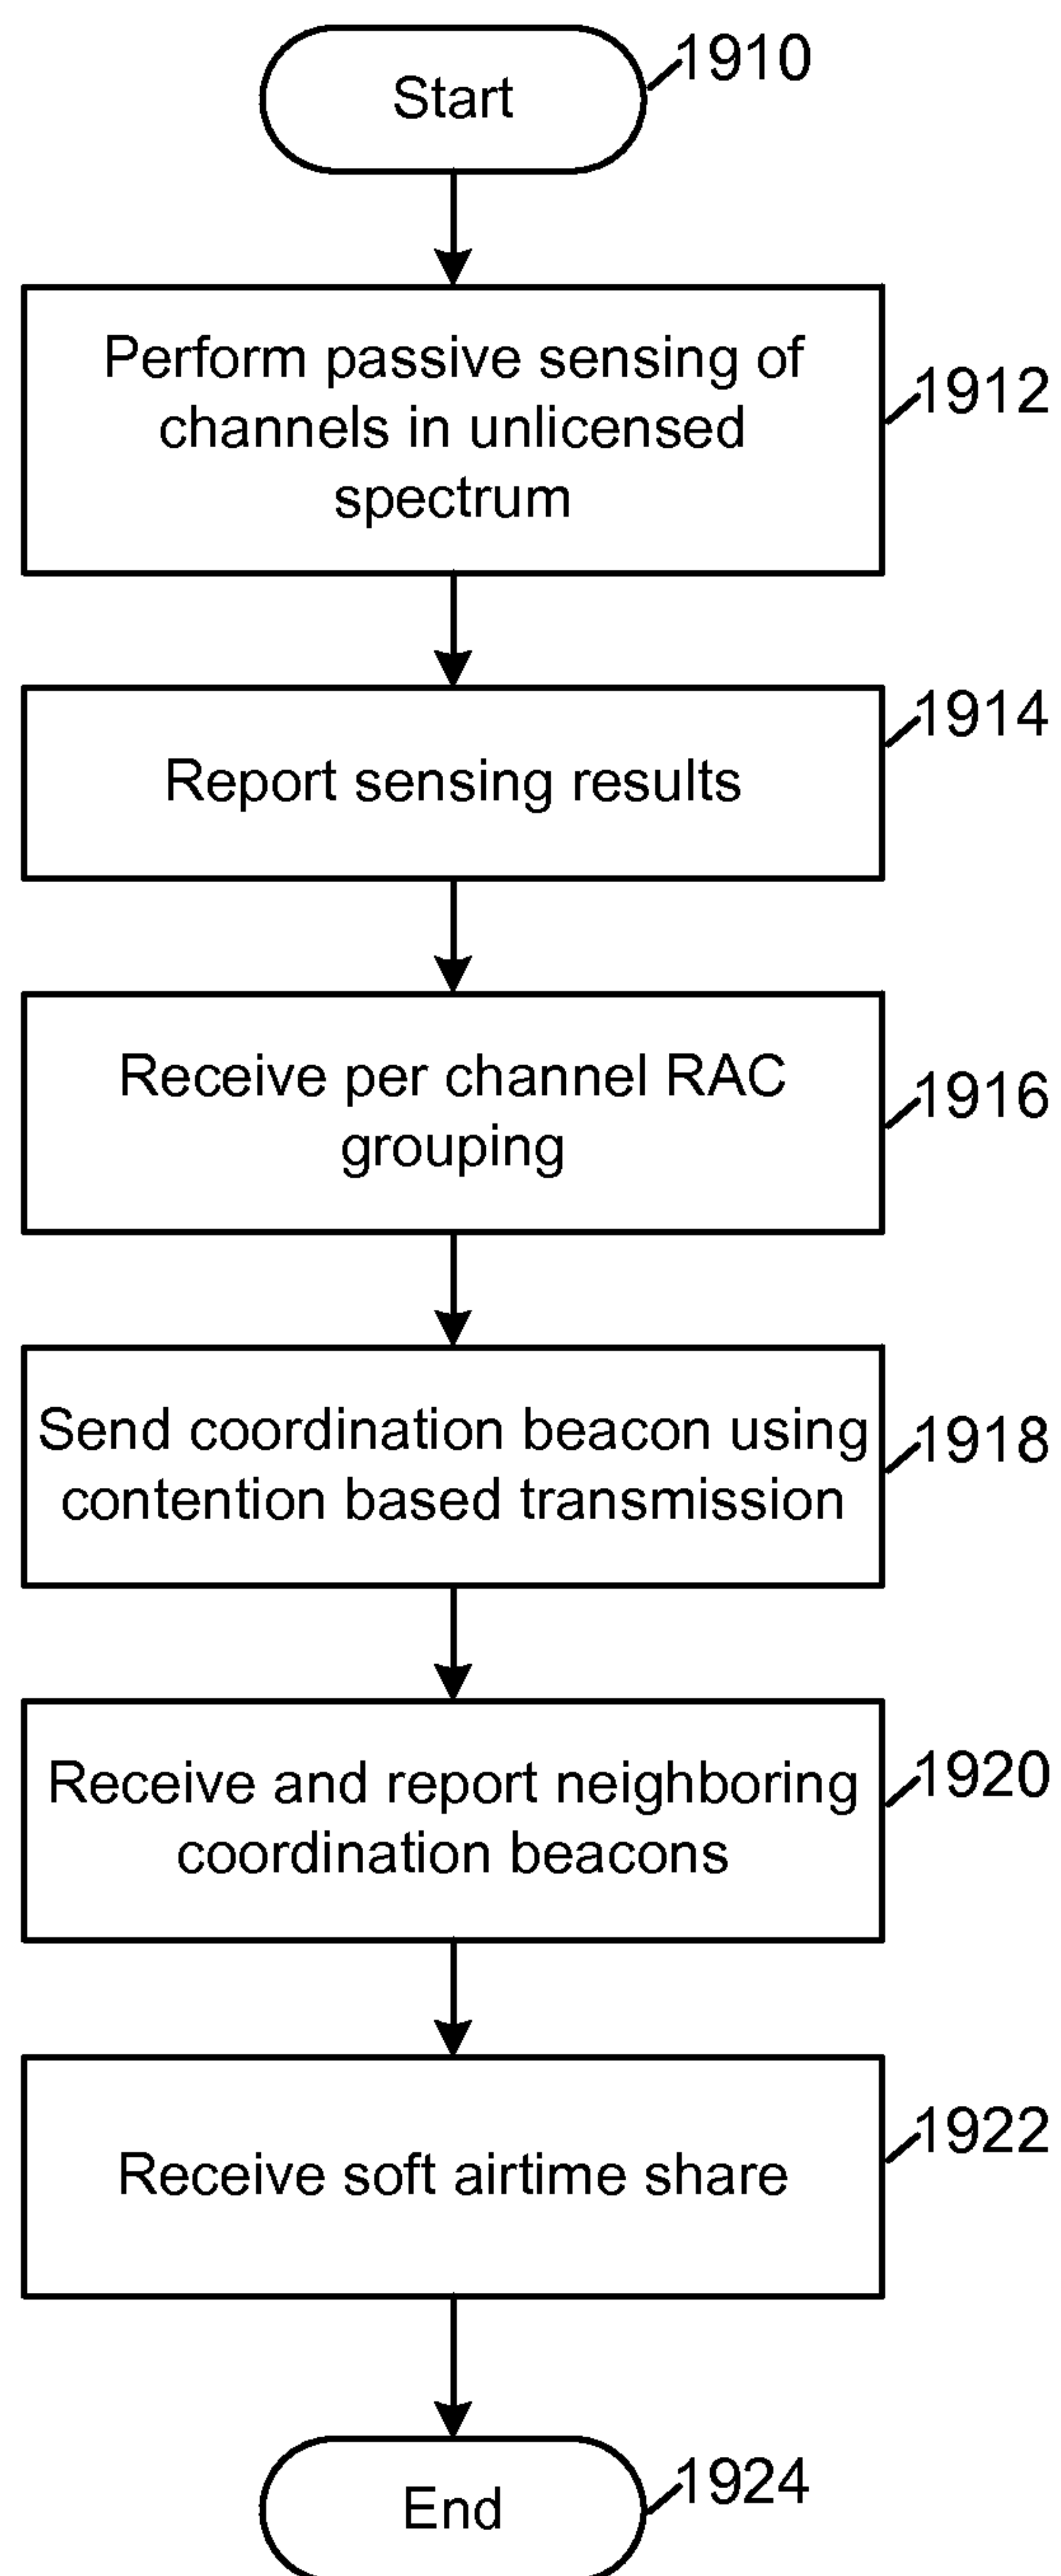 Start
1910
Perform passive sensing of
channels in unlicensed
spectrum
1912
Report sensing results
1914
Receive per channel RAC
grouping
1916
Send coordination beacon using
contention based transmission
1918
Receive and report neighboring
coordination beacons
1920
Receive soft airtime share
1922
End
1924